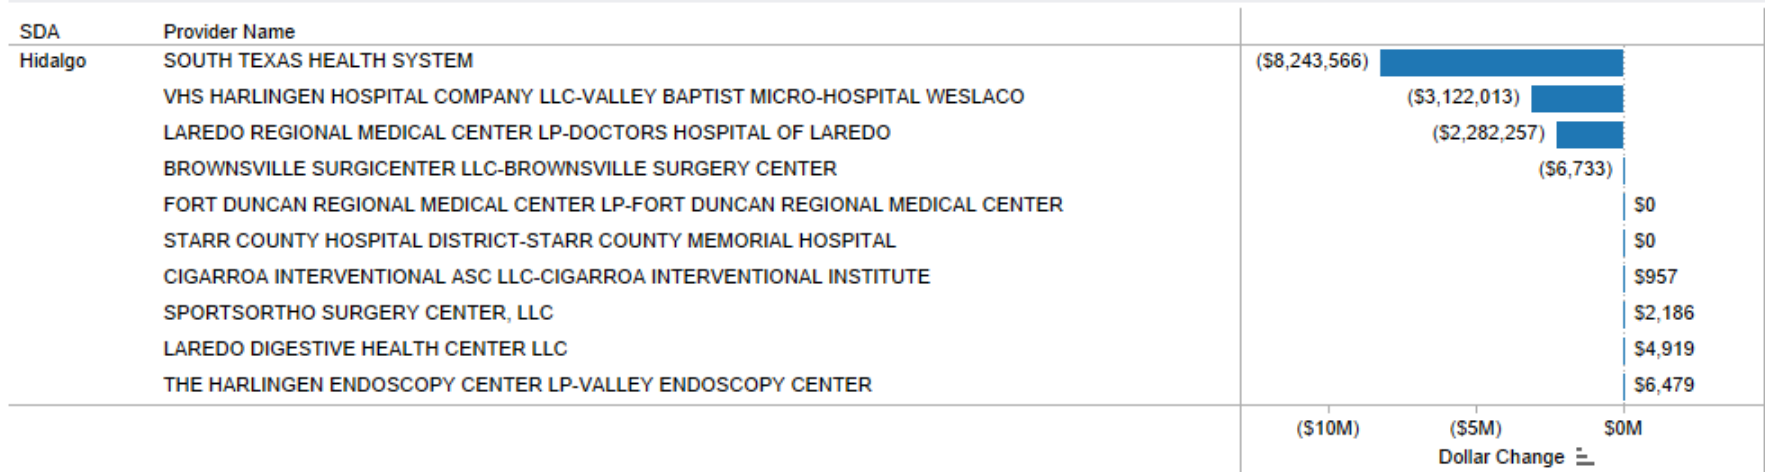 SDA Provider Name
Hidalgo SOUTH TEXAS HEALTH SYSTEM ($8,243,566)
VHS HARLINGEN HOSPITAL COMPANY LLC-VALLEY BAPTIST MICRO-HOSPITAL WESLACO ($3,122,013)
LAREDO REGIONAL MEDICAL CENTER LP-DOCTORS HOSPITAL OF LAREDO ($2,282,257)
BROWNSVILLE SURGICENTER LLC-BROWNSVILLE SURGERY CENTER ($6,733)
FORT DUNCAN REGIONAL MEDICAL CENTER LP-FORT DUNCAN REGIONAL MEDICAL CENTER $0
STARR COUNTY HOSPITAL DISTRICT-STARR COUNTY MEMORIAL HOSPITAL $0
CIGARROA INTERVENTIONAL ASC LLC-CIGARROA INTERVENTIONAL INSTITUTE $957
SPORTSORTHO SURGERY CENTER, LLC $2,186
LAREDO DIGESTIVE HEALTH CENTER LLC $4,919
THE HARLINGEN ENDOSCOPY CENTER LP-VALLEY ENDOSCOPY CENTER $6,479
($10M) ($5M) $0M
Dollar Change